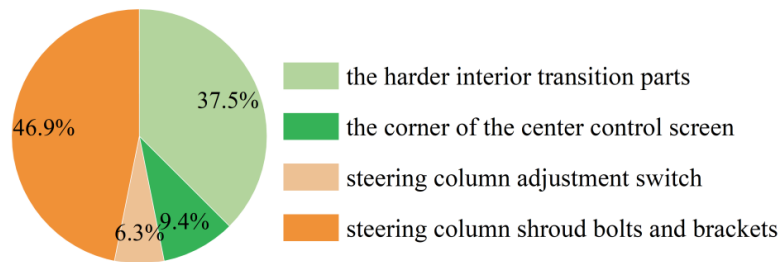 37.5%
46.9%
9.4%
6.3%
the harder interior transition parts
the corner of the center control screen
steering column adjustment switch
steering column shroud bolts and brackets